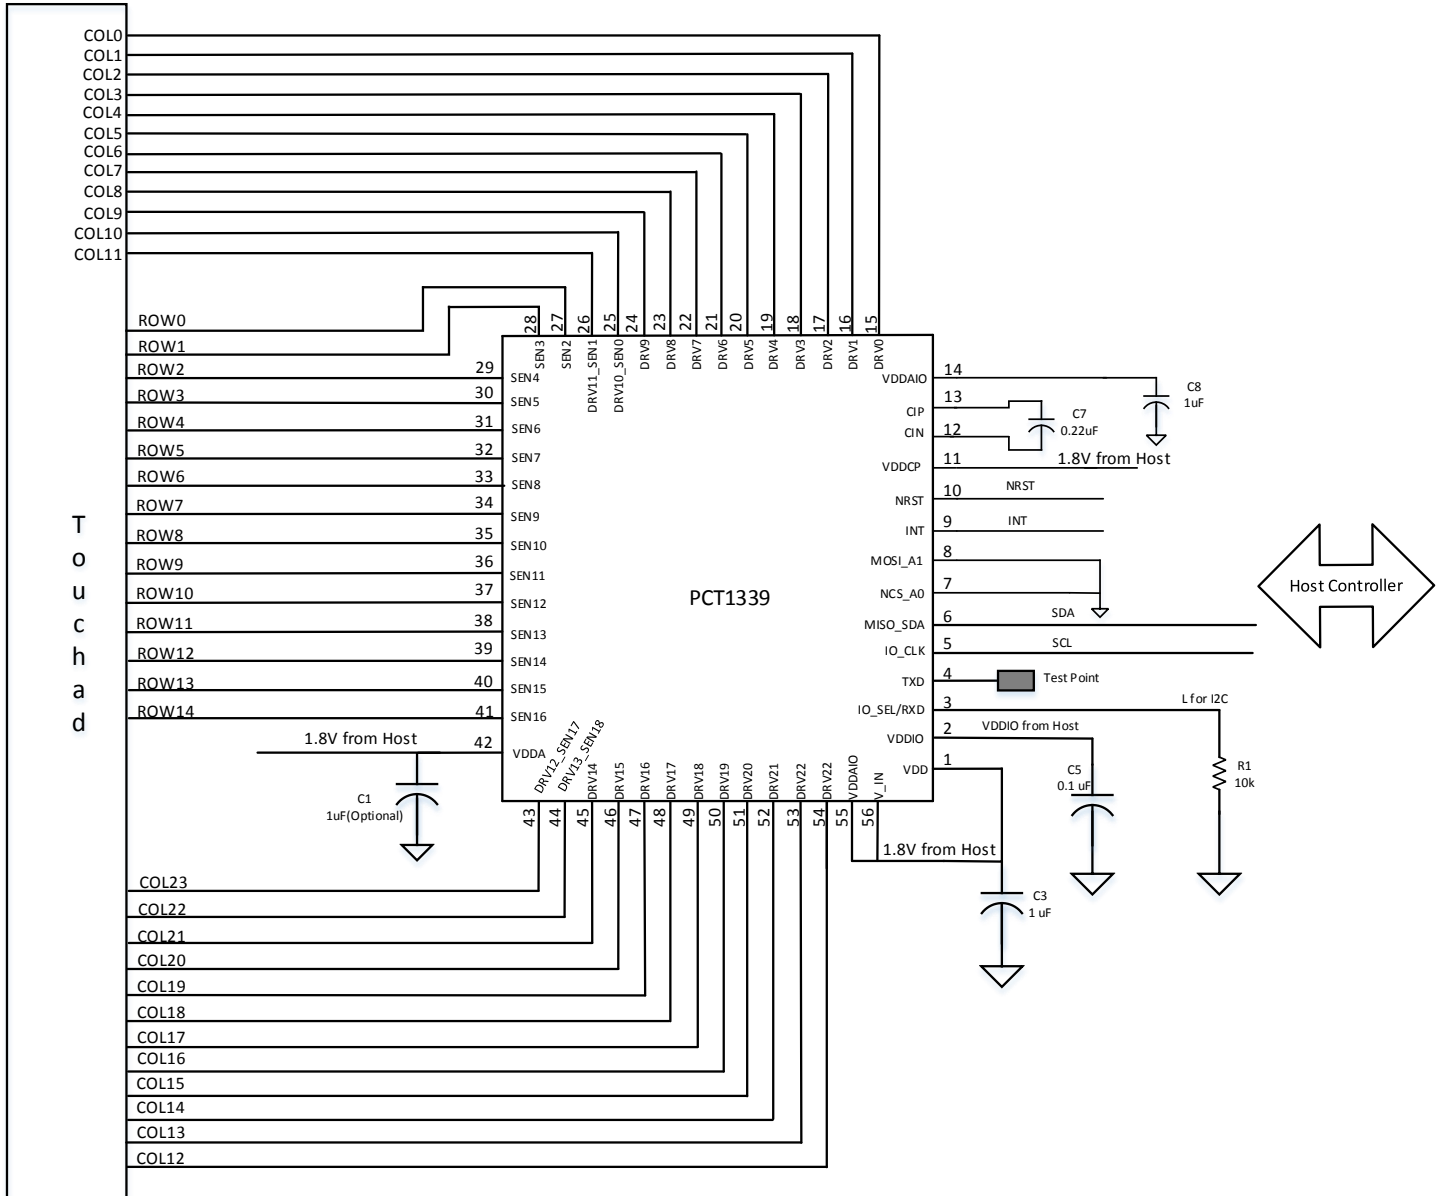 COL0
COL1
COL2
COL3
COL4
COL5
COL6
COL7
COL8
COL9
COL10
COL11
ROW0
ROW1
ROW2
ROW3
ROW4
ROW5
ROW6
ROW7
ROW8
ROW9
ROW10
ROW11
ROW12
ROW13
ROW14
Touchad
28 27 26 25 24 23 22 21 20 19 18 17 16 15
SEN3 SEN2 DRV11_SEN1 DRV10_SEN0 DRV9 DRV8 DRV7 DRV6 DRV5 DRV4 DRV3 DRV2 DRV1 DRV0
29 SEN4
30 SEN5
31 SEN6
32 SEN7
33 SEN8
34 SEN9
35 SEN10
36 SEN11
37 SEN12
38 SEN13
39 SEN14
40 SEN15
41 SEN16
1.8V from Host 42 VDDA
C1
1uF(Optional)
PCT1339
VDDAIO 14
C8
1uF
CIP 13
C7
0.22uF
CIN 12
VDDCP 11 1.8V from Host
NRST 10 NRST
INT 9 INT
MOSI_A1 8
NCS_A0 7
MISO_SDA 6 SDA
IO_CLK 5 SCL
TXD 4 Test Point
IO_SEL/RXD 3 L for I2C
VDDIO 2 VDDIO from Host
VDD 1
Host Controller
C5
0.1 uF
R1
10k
DRV12_SEN17 DRV13_SEN18 DRV14 DRV15 DRV16 DRV17 DRV18 DRV19 DRV20 DRV21 DRV22 DRV22 VDDAIO V_IN
43 44 45 46 47 48 49 50 51 52 53 54 55 56
1.8V from Host
C3
1 uF
COL23
COL22
COL21
COL20
COL19
COL18
COL17
COL16
COL15
COL14
COL13
COL12